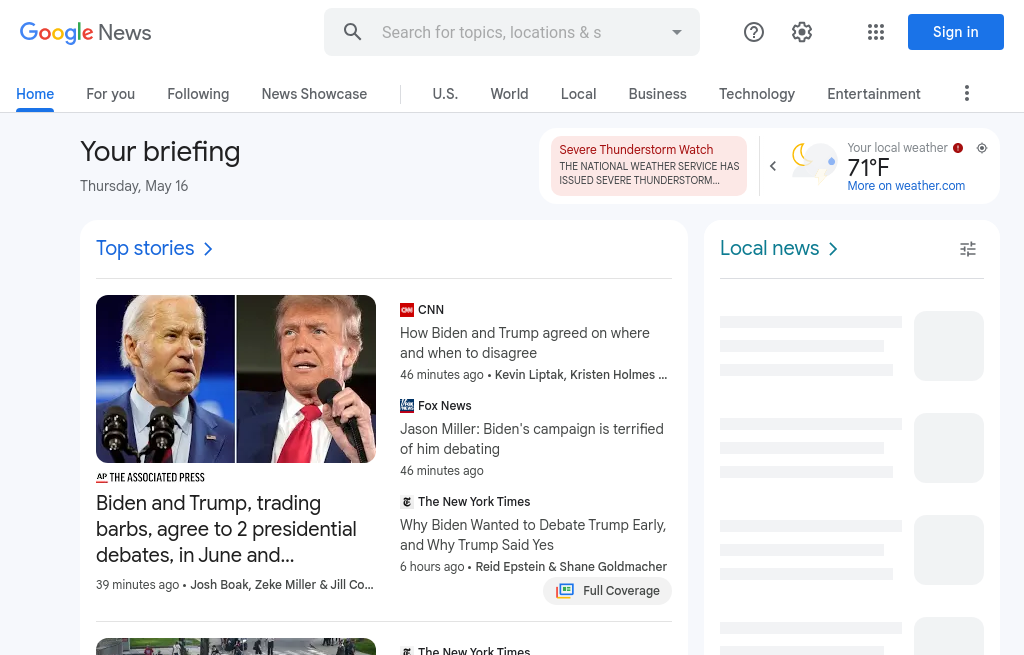 Google News
Search for topics, locations & s
Sign in
Home
For you
Following
News Showcase
U.S.
World
Local
Business
Technology
Entertainment
Your briefing
Thursday, May 16
Severe Thunderstorm Watch
THE NATIONAL WEATHER SERVICE HAS
ISSUED SEVERE THUNDERSTORM...
Your local weather
71°F
More on weather.com
Top stories
Local news
THE ASSOCIATED PRESS
Biden and Trump, trading
barbs, agree to 2 presidential
debates, in June and...
39 minutes ago • Josh Boak, Zeke Miller & Jill Co...
CNN
How Biden and Trump agreed on where
and when to disagree
46 minutes ago • Kevin Liptak, Kristen Holmes ...
Fox News
Jason Miller: Biden's campaign is terrified
of him debating
46 minutes ago
The New York Times
Why Biden Wanted to Debate Trump Early,
and Why Trump Said Yes
6 hours ago • Reid Epstein & Shane Goldmacher
Full Coverage
The New York Times